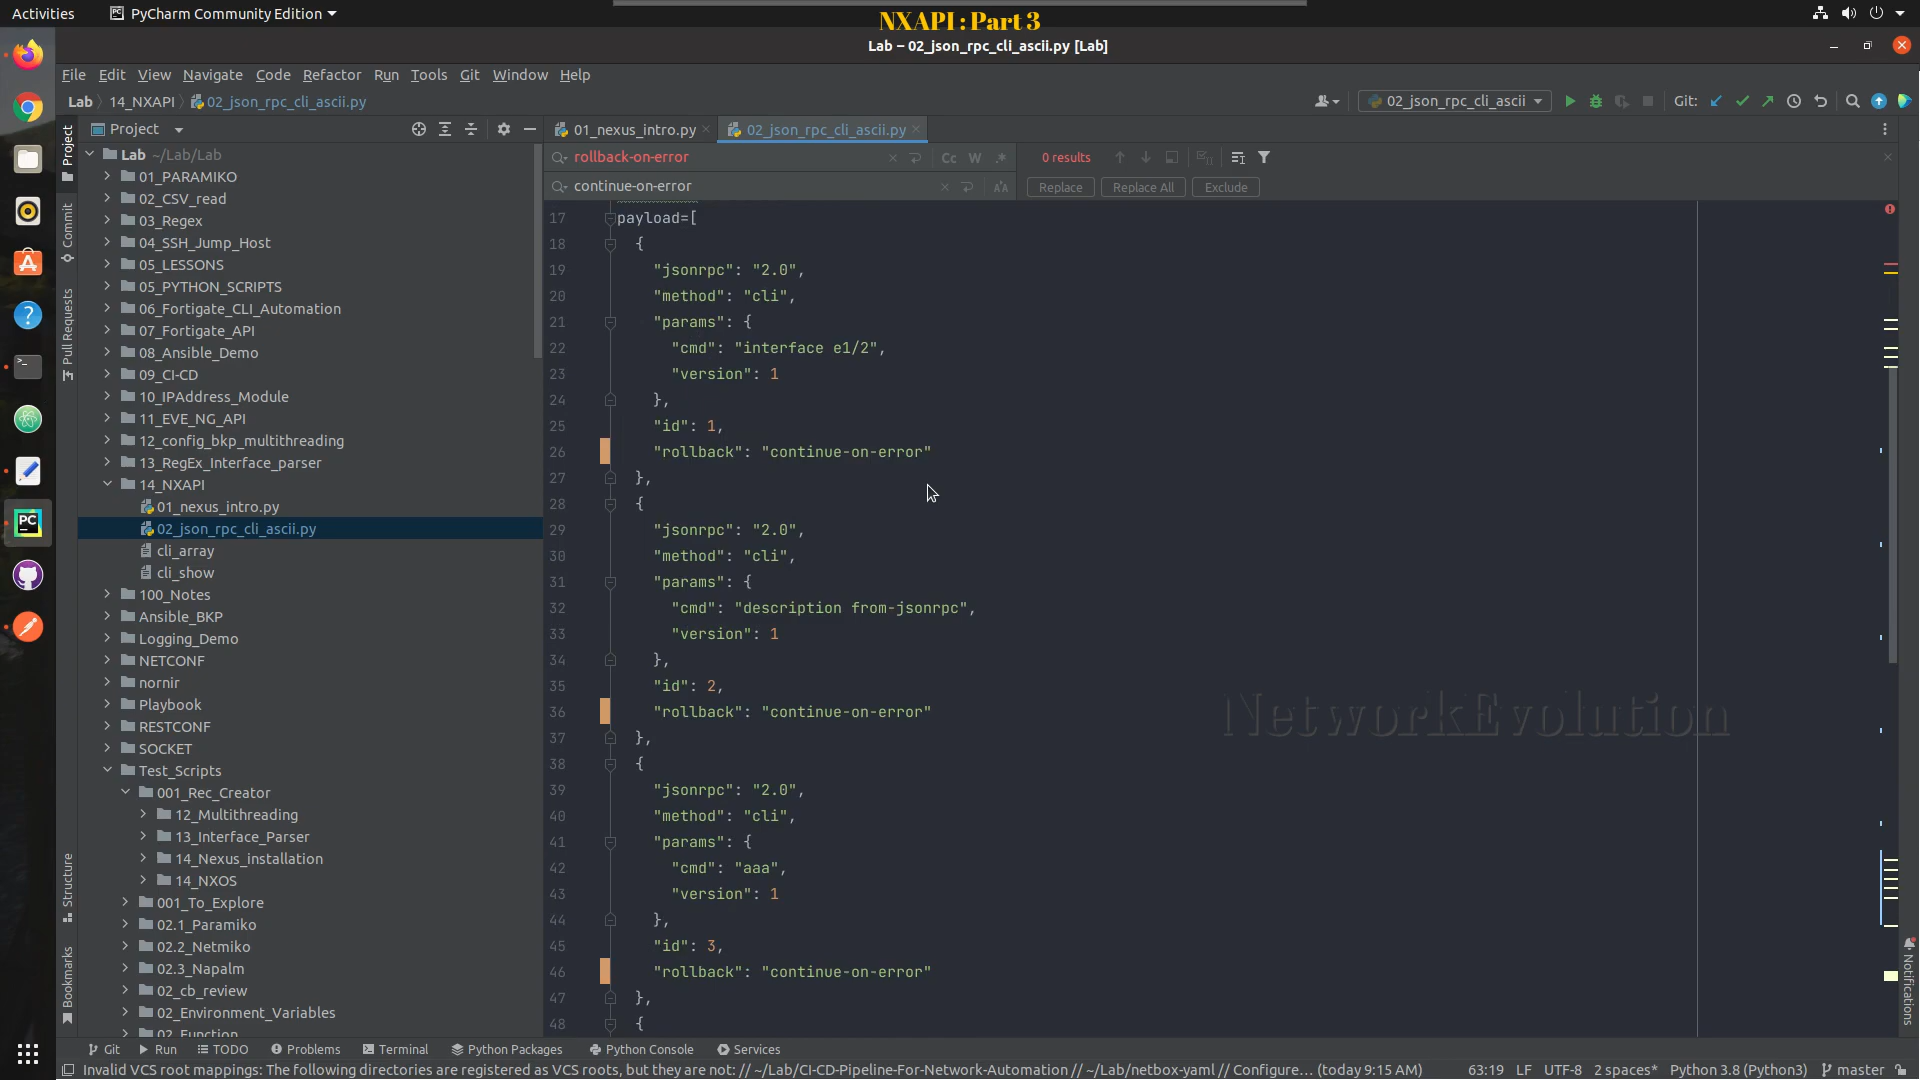 Activities
PyCharm Community Edition
NXAPI : Part 3
Lab – 02_json_rpc_cli_ascii.py [Lab]
File Edit View Navigate Code Refactor Run Tools Git Window Help
Lab 14_NXAPI 02_json_rpc_cli_ascii.py
02_json_rpc_cli_ascii
Git:
Project
01_nexus_intro.py
02_json_rpc_cli_ascii.py
rollback-on-error
Cc W .*
0 results
continue-on-error
Replace Replace All Exclude
Project
Commit
Pull Requests
Structure
Bookmarks
Notifications
Lab ~/Lab/Lab
01_PARAMIKO
02_CSV_read
03_Regex
04_SSH_Jump_Host
05_LESSONS
05_PYTHON_SCRIPTS
06_Fortigate_CLI_Automation
07_Fortigate_API
08_Ansible_Demo
09_CI-CD
10_IPAddress_Module
11_EVE_NG_API
12_config_bkp_multithreading
13_RegEx_Interface_parser
14_NXAPI
01_nexus_intro.py
02_json_rpc_cli_ascii.py
cli_array
cli_show
100_Notes
Ansible_BKP
Logging_Demo
NETCONF
nornir
Playbook
RESTCONF
SOCKET
Test_Scripts
001_Rec_Creator
12_Multithreading
13_Interface_Parser
14_Nexus_installation
14_NXOS
001_To_Explore
02.1_Paramiko
02.2_Netmiko
02.3_Napalm
02_cb_review
02_Environment_Variables
02_Function
17 payload=[
18 {
19 "jsonrpc": "2.0",
20 "method": "cli",
21 "params": {
22 "cmd": "interface e1/2",
23 "version": 1
24 },
25 "id": 1,
26 "rollback": "continue-on-error"
27 },
28 {
29 "jsonrpc": "2.0",
30 "method": "cli",
31 "params": {
32 "cmd": "description from-jsonrpc",
33 "version": 1
34 },
35 "id": 2,
36 "rollback": "continue-on-error"
37 },
38 {
39 "jsonrpc": "2.0",
40 "method": "cli",
41 "params": {
42 "cmd": "aaa",
43 "version": 1
44 },
45 "id": 3,
46 "rollback": "continue-on-error"
47 },
48 {
NetworkEvolution
Git Run TODO Problems Terminal Python Packages Python Console Services
Invalid VCS root mappings: The following directories are registered as VCS roots, but they are not: // ~/Lab/CI-CD-Pipeline-For-Network-Automation // ~/Lab/netbox-yaml // Configure... (today 9:15 AM)
63:19 LF UTF-8 2 spaces* Python 3.8 (Python3) master